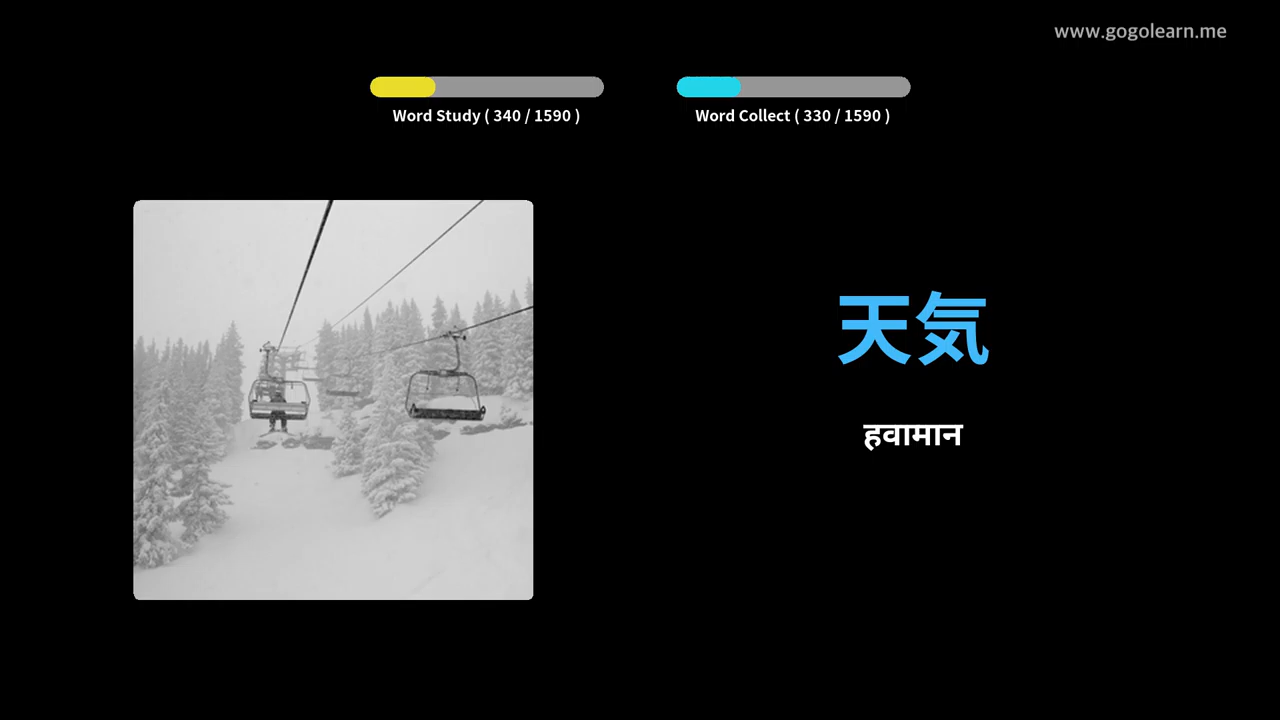 www.gogolearn.me
Word Study ( 340 / 1590 )
Word Collect ( 330 / 1590 )
天気
हवामान